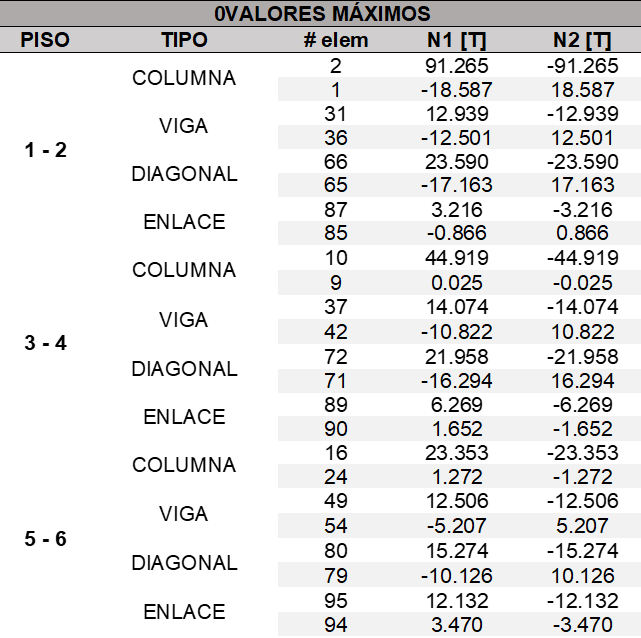 0VALORES MÁXIMOS
PISO TIPO # elem N1 [T] N2 [T]
1 - 2 COLUMNA 2 91.265 -91.265
1 -18.587 18.587
VIGA 31 12.939 -12.939
36 -12.501 12.501
DIAGONAL 66 23.590 -23.590
65 -17.163 17.163
ENLACE 87 3.216 -3.216
85 -0.866 0.866
3 - 4 COLUMNA 10 44.919 -44.919
9 0.025 -0.025
VIGA 37 14.074 -14.074
42 -10.822 10.822
DIAGONAL 72 21.958 -21.958
71 -16.294 16.294
ENLACE 89 6.269 -6.269
90 1.652 -1.652
5 - 6 COLUMNA 16 23.353 -23.353
24 1.272 -1.272
VIGA 49 12.506 -12.506
54 -5.207 5.207
DIAGONAL 80 15.274 -15.274
79 -10.126 10.126
ENLACE 95 12.132 -12.132
94 3.470 -3.470